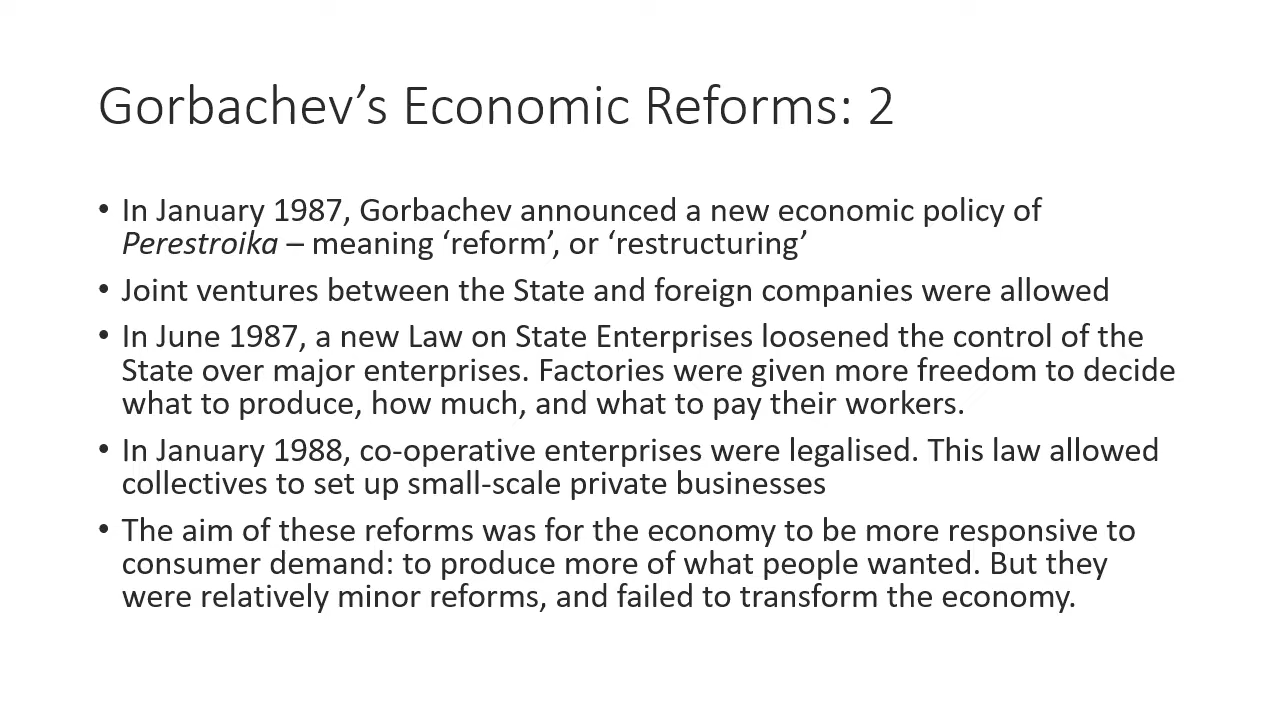 Gorbachev’s Economic Reforms: 2
• In January 1987, Gorbachev announced a new economic policy of
Perestroika – meaning ‘reform’, or ‘restructuring’
• Joint ventures between the State and foreign companies were allowed
• In June 1987, a new Law on State Enterprises loosened the control of the
State over major enterprises. Factories were given more freedom to decide
what to produce, how much, and what to pay their workers.
• In January 1988, co-operative enterprises were legalised. This law allowed
collectives to set up small-scale private businesses
• The aim of these reforms was for the economy to be more responsive to
consumer demand: to produce more of what people wanted. But they
were relatively minor reforms, and failed to transform the economy.